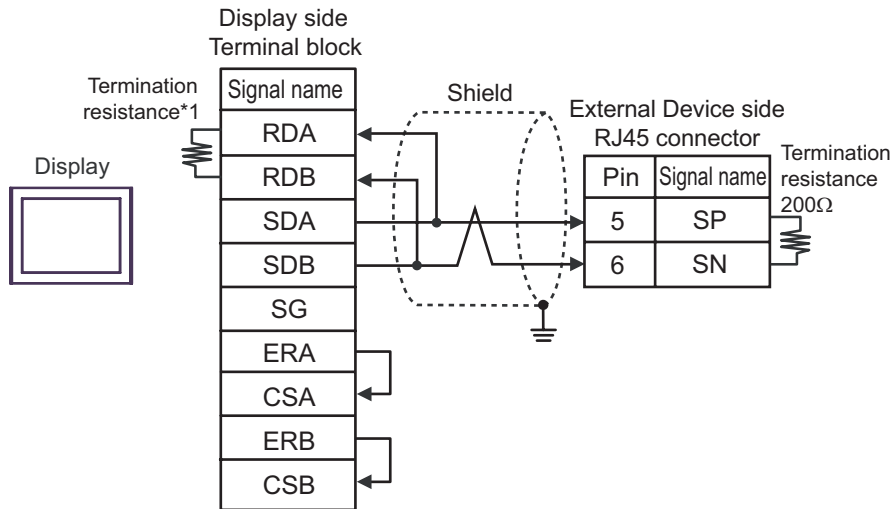 Display side
Terminal block
Termination
resistance*1
Display
Signal name
RDA
RDB
SDA
SDB
SG
ERA
CSA
ERB
CSB
Shield
External Device side
RJ45 connector
Pin Signal name
5 SP
6 SN
Termination
resistance
200Ω